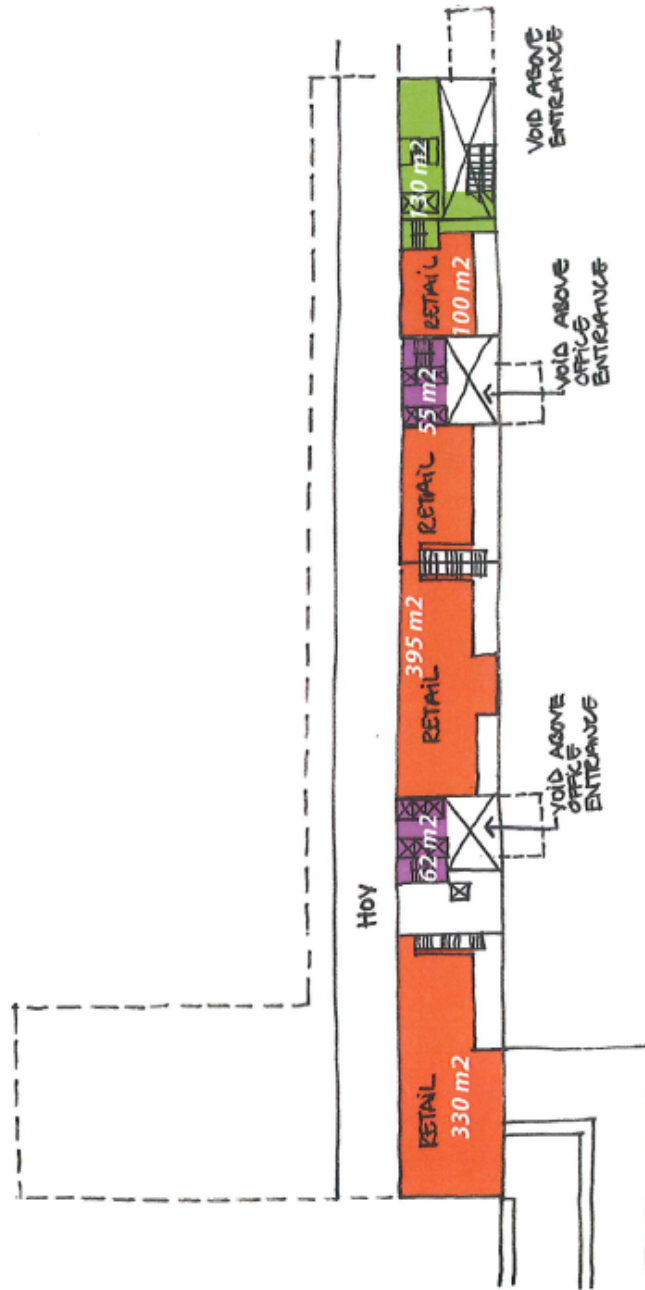 HOY
RETAIL
330 m2
62 m2
RETAIL
395 m2
RETAIL
55 m2
RETAIL
100 m2
130 m2
VOID ABOVE
OFFICE
ENTRANCE
VOID ABOVE
OFFICE
ENTRANCE
VOID ABOVE
ENTRANCE